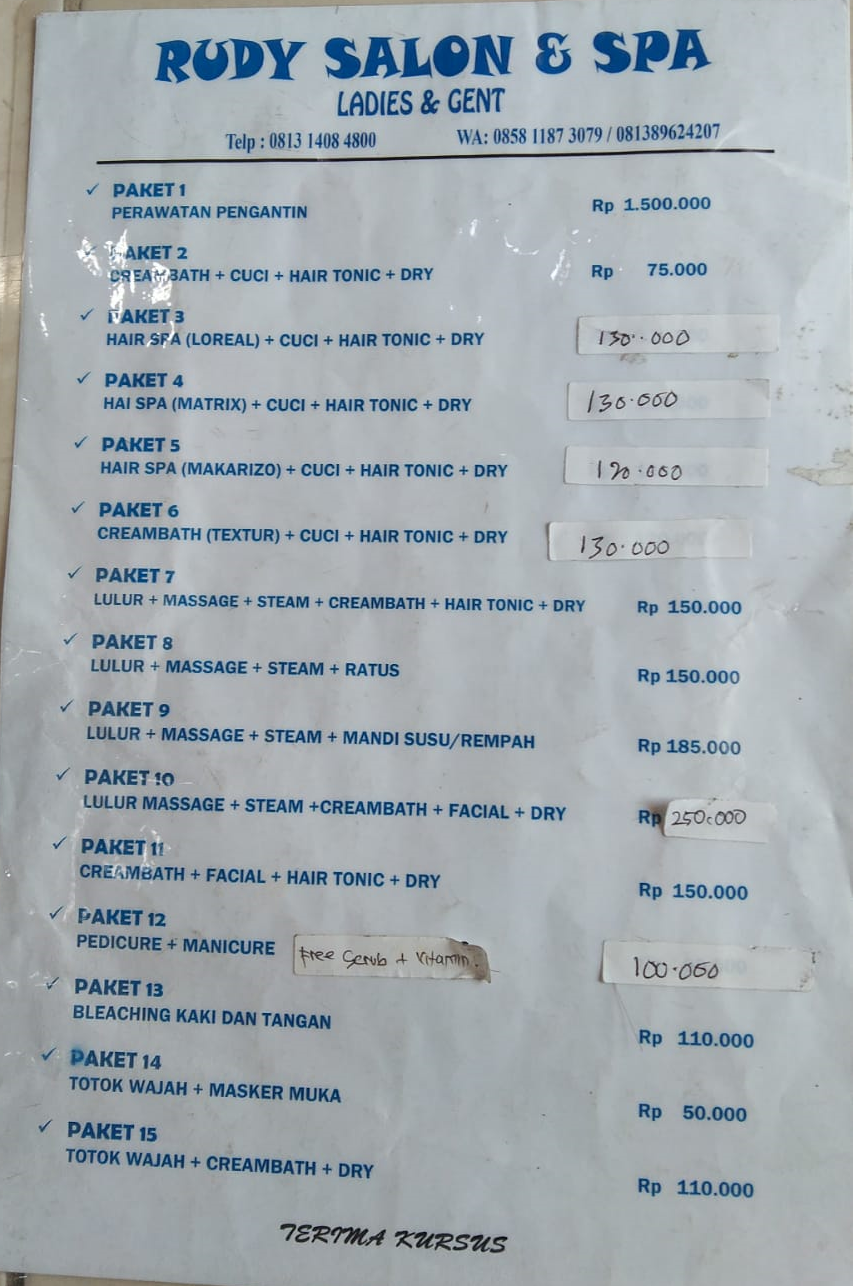 RUDY SALON & SPA
LADIES & GENT
Telp : 0813 1408 4800 WA: 0858 1187 3079 / 081389624207
✓ PAKET 1
PERAWATAN PENGANTIN Rp 1.500.000
✓ PAKET 2
CREAMBATH + CUCI + HAIR TONIC + DRY Rp 75.000
✓ PAKET 3
HAIR SPA (LOREAL) + CUCI + HAIR TONIC + DRY 130..000
✓ PAKET 4
HAI SPA (MATRIX) + CUCI + HAIR TONIC + DRY 130.000
✓ PAKET 5
HAIR SPA (MAKARIZO) + CUCI + HAIR TONIC + DRY
✓ PAKET 6
CREAMBATH (TEXTUR) + CUCI + HAIR TONIC + DRY 130.000
✓ PAKET 7
LULUR + MASSAGE + STEAM + CREAMBATH + HAIR TONIC + DRY Rp 150.000
✓ PAKET 8
LULUR + MASSAGE + STEAM + RATUS Rp 150.000
✓ PAKET 9
LULUR + MASSAGE + STEAM + MANDI SUSU/REMPAH Rp 185.000
✓ PAKET 10
LULUR MASSAGE + STEAM +CREAMBATH + FACIAL + DRY Rp 250.000
✓ PAKET 11
CREAMBATH + FACIAL + HAIR TONIC + DRY Rp 150.000
✓ PAKET 12
PEDICURE + MANICURE Free Scrub + Vitamin. 100.000
✓ PAKET 13
BLEACHING KAKI DAN TANGAN Rp 110.000
✓ PAKET 14
TOTOK WAJAH + MASKER MUKA Rp 50.000
✓ PAKET 15
TOTOK WAJAH + CREAMBATH + DRY Rp 110.000
TERIMA KURSUS